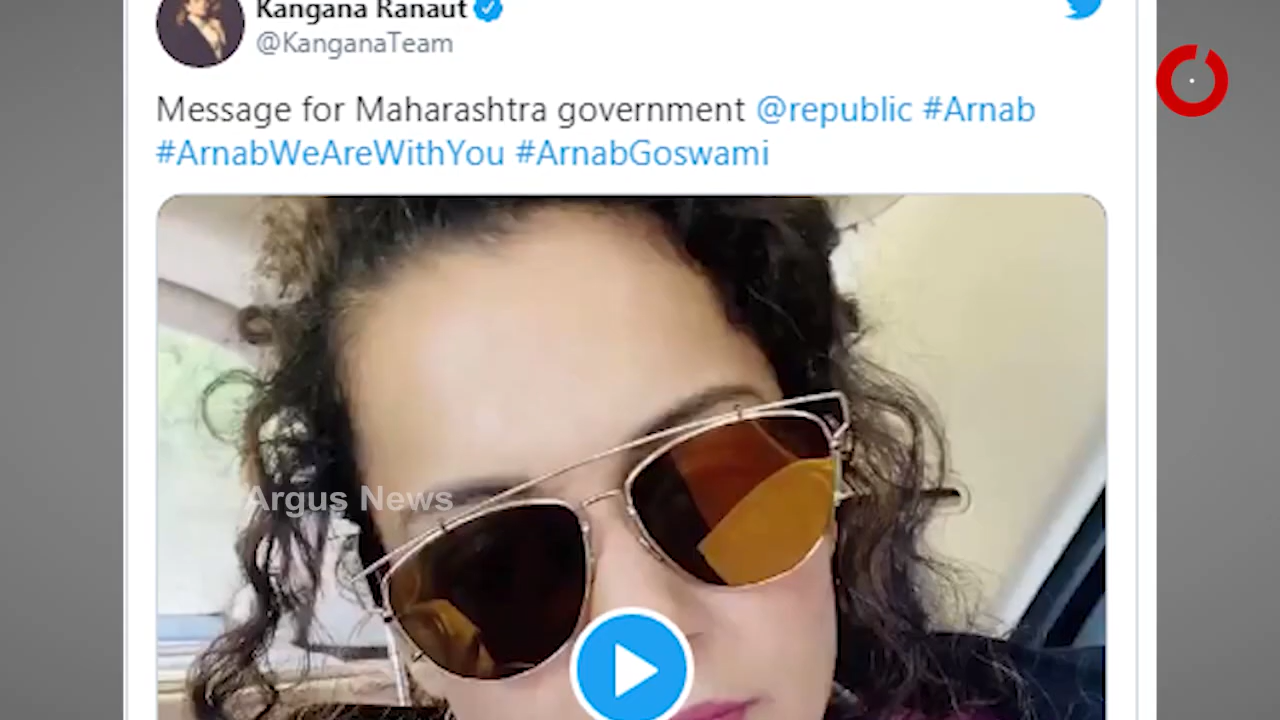 Kangana Ranaut
@KanganaTeam
Message for Maharashtra government @republic #Arnab
#ArnabWeAreWithYou #ArnabGoswami
Argus News